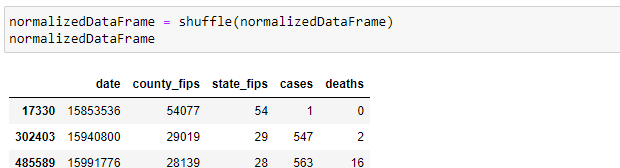 normalizedDataFrame = shuffle(normalizedDataFrame)
normalizedDataFrame
date county_fips state_fips cases deaths
17330 15853536 54077 54 1 0
302403 15940800 29019 29 547 2
485589 15991776 28139 28 563 16